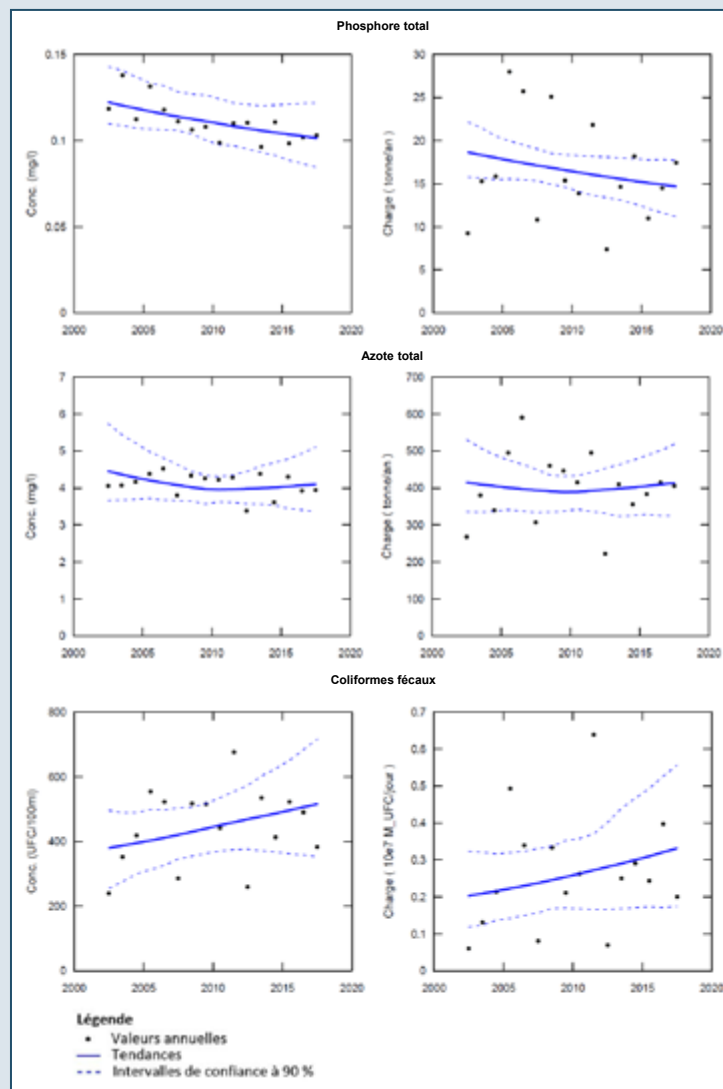 Phosphore total
0.15
0.1
0.05
0
Conc. (mg/l)
2000 2005 2010 2015 2020
30
25
20
15
10
5
0
Charge ( tonne/an )
2000 2005 2010 2015 2020
Azote total
7
6
5
4
3
2
1
0
Conc. (mg/l)
2000 2005 2010 2015 2020
700
600
500
400
300
200
100
0
Charge ( tonne/an )
2000 2005 2010 2015 2020
Coliformes fécaux
800
600
400
200
0
Conc. (UFC/100ml)
2000 2005 2010 2015 2020
0.7
0.6
0.5
0.4
0.3
0.2
0.1
0
Charge ( 10e7 M_UFC/jour )
2000 2005 2010 2015 2020
Légende
Valeurs annuelles
Tendances
Intervalles de confiance à 90 %